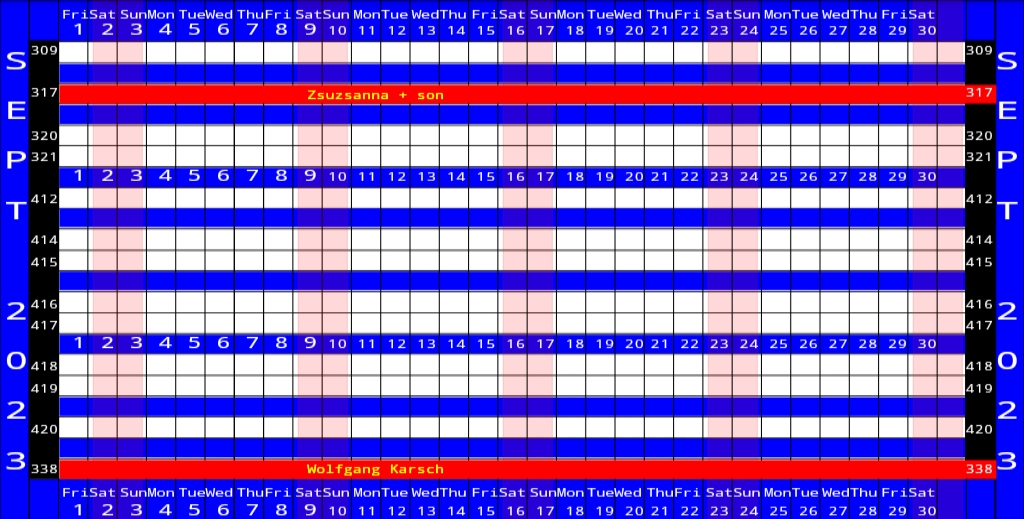 Fri Sat Sun Mon Tue Wed Thu Fri Sat Sun Mon Tue Wed Thu Fri Sat Sun Mon Tue Wed Thu Fri Sat Sun Mon Tue Wed Thu Fri Sat
1 2 3 4 5 6 7 8 9 10 11 12 13 14 15 16 17 18 19 20 21 22 23 24 25 26 27 28 29 30
SEPT 2023
309 309
317 Zsuzsanna + son 317
320 320
321 321
1 2 3 4 5 6 7 8 9 10 11 12 13 14 15 16 17 18 19 20 21 22 23 24 25 26 27 28 29 30
412 412
414 414
415 415
416 416
417 417
1 2 3 4 5 6 7 8 9 10 11 12 13 14 15 16 17 18 19 20 21 22 23 24 25 26 27 28 29 30
418 418
419 419
420 420
338 Wolfgang Karsch 338
SEPT 2023
Fri Sat Sun Mon Tue Wed Thu Fri Sat Sun Mon Tue Wed Thu Fri Sat Sun Mon Tue Wed Thu Fri Sat Sun Mon Tue Wed Thu Fri Sat
1 2 3 4 5 6 7 8 9 10 11 12 13 14 15 16 17 18 19 20 21 22 23 24 25 26 27 28 29 30